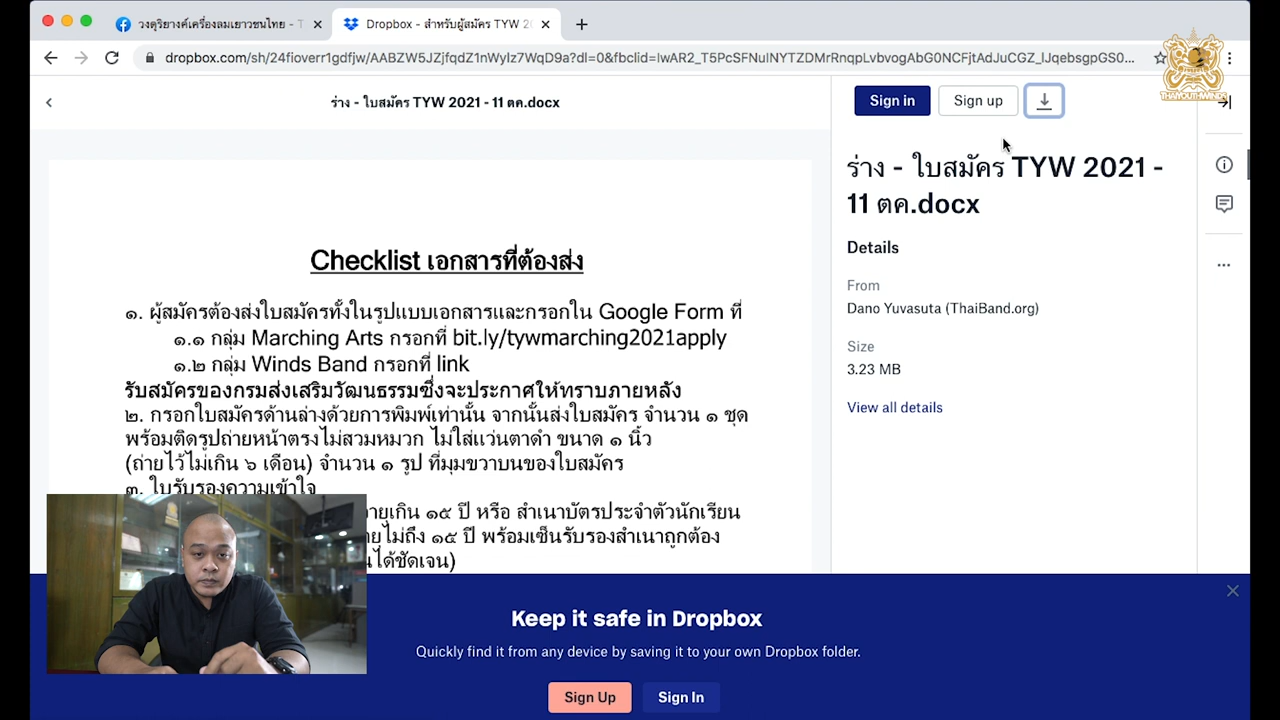 วงดุริยางค์เครื่องลมเยาวชนไทย - T
Dropbox - สำหรับผู้สมัคร TYW 2
dropbox.com/sh/24fioverr1gdfjw/AABZW5JZjfqdZ1nWyIz7WqD9a?dl=0&fbclid=IwAR2_T5PcSFNuINYTZDMrRnqpLvbvogAbG0NCFjtAdJuCGZ_lJqebsgpGS0...
THAIYOUTHWINDS
ร่าง - ใบสมัคร TYW 2021 - 11 ตค.docx
Sign in
Sign up
ร่าง - ใบสมัคร TYW 2021 -
11 ตค.docx
Details
From
Dano Yuvasuta (ThaiBand.org)
Size
3.23 MB
View all details
Checklist เอกสารที่ต้องส่ง
๑. ผู้สมัครต้องส่งใบสมัครทั้งในรูปแบบเอกสารและกรอกใน Google Form ที่
๑.๑ กลุ่ม Marching Arts กรอกที่ bit.ly/tywmarching2021apply
๑.๒ กลุ่ม Winds Band กรอกที่ link
รับสมัครของกรมส่งเสริมวัฒนธรรมซึ่งจะประกาศให้ทราบภายหลัง
๒. กรอกใบสมัครด้านล่างด้วยการพิมพ์เท่านั้น จากนั้นส่งใบสมัคร จำนวน ๑ ชุด
พร้อมติดรูปถ่ายหน้าตรงไม่สวมหมวก ไม่ใส่แว่นตาดำ ขนาด ๑ นิ้ว
(ถ่ายไว้ไม่เกิน ๖ เดือน) จำนวน ๑ รูป ที่มุมขวาบนของใบสมัคร
๓. ใบรับรองความเข้าใจ
ายุเกิน ๑๕ ปี หรือ สำเนาบัตรประจำตัวนักเรียน
ยุไม่ถึง ๑๕ ปี พร้อมเซ็นรับรองสำเนาถูกต้อง
นได้ชัดเจน)
Keep it safe in Dropbox
Quickly find it from any device by saving it to your own Dropbox folder.
Sign Up
Sign In